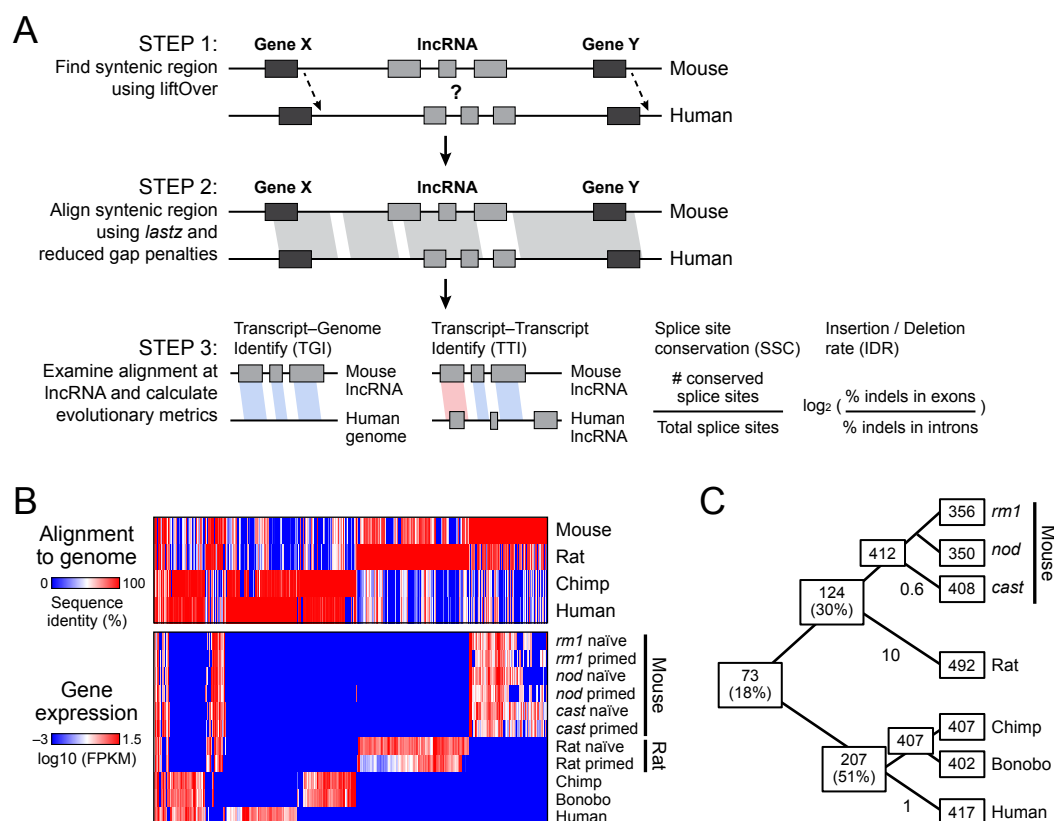 A
STEP 1:
Find syntenic region
using liftOver
Gene X
lncRNA
Gene Y
Mouse
?
Human
STEP 2:
Align syntenic region
using lastz and
reduced gap penalties
Gene X
lncRNA
Gene Y
Mouse
Human
STEP 3:
Examine alignment at
lncRNA and calculate
evolutionary metrics
Transcript–Genome
Identify (TGI)
Mouse
lncRNA
Human
genome
Transcript–Transcript
Identify (TTI)
Mouse
lncRNA
Human
lncRNA
Splice site
conservation (SSC)
# conserved
splice sites
Total splice sites
Insertion / Deletion
rate (IDR)
log2 ( % indels in exons )
% indels in introns
B
Alignment
to genome
0 100
Sequence
identity (%)
Mouse
Rat
Chimp
Human
Gene
expression
–3 1.5
log10 (FPKM)
rm1 naïve
rm1 primed
nod naïve
nod primed
cast naïve
cast primed
Rat naïve
Rat primed
Chimp
Bonobo
Human
Mouse
Rat
C
356 rm1
350 nod
408 cast
Mouse
412
0.6
124
(30%)
10
492 Rat
73
(18%)
207
(51%)
407
407 Chimp
402 Bonobo
1
417 Human